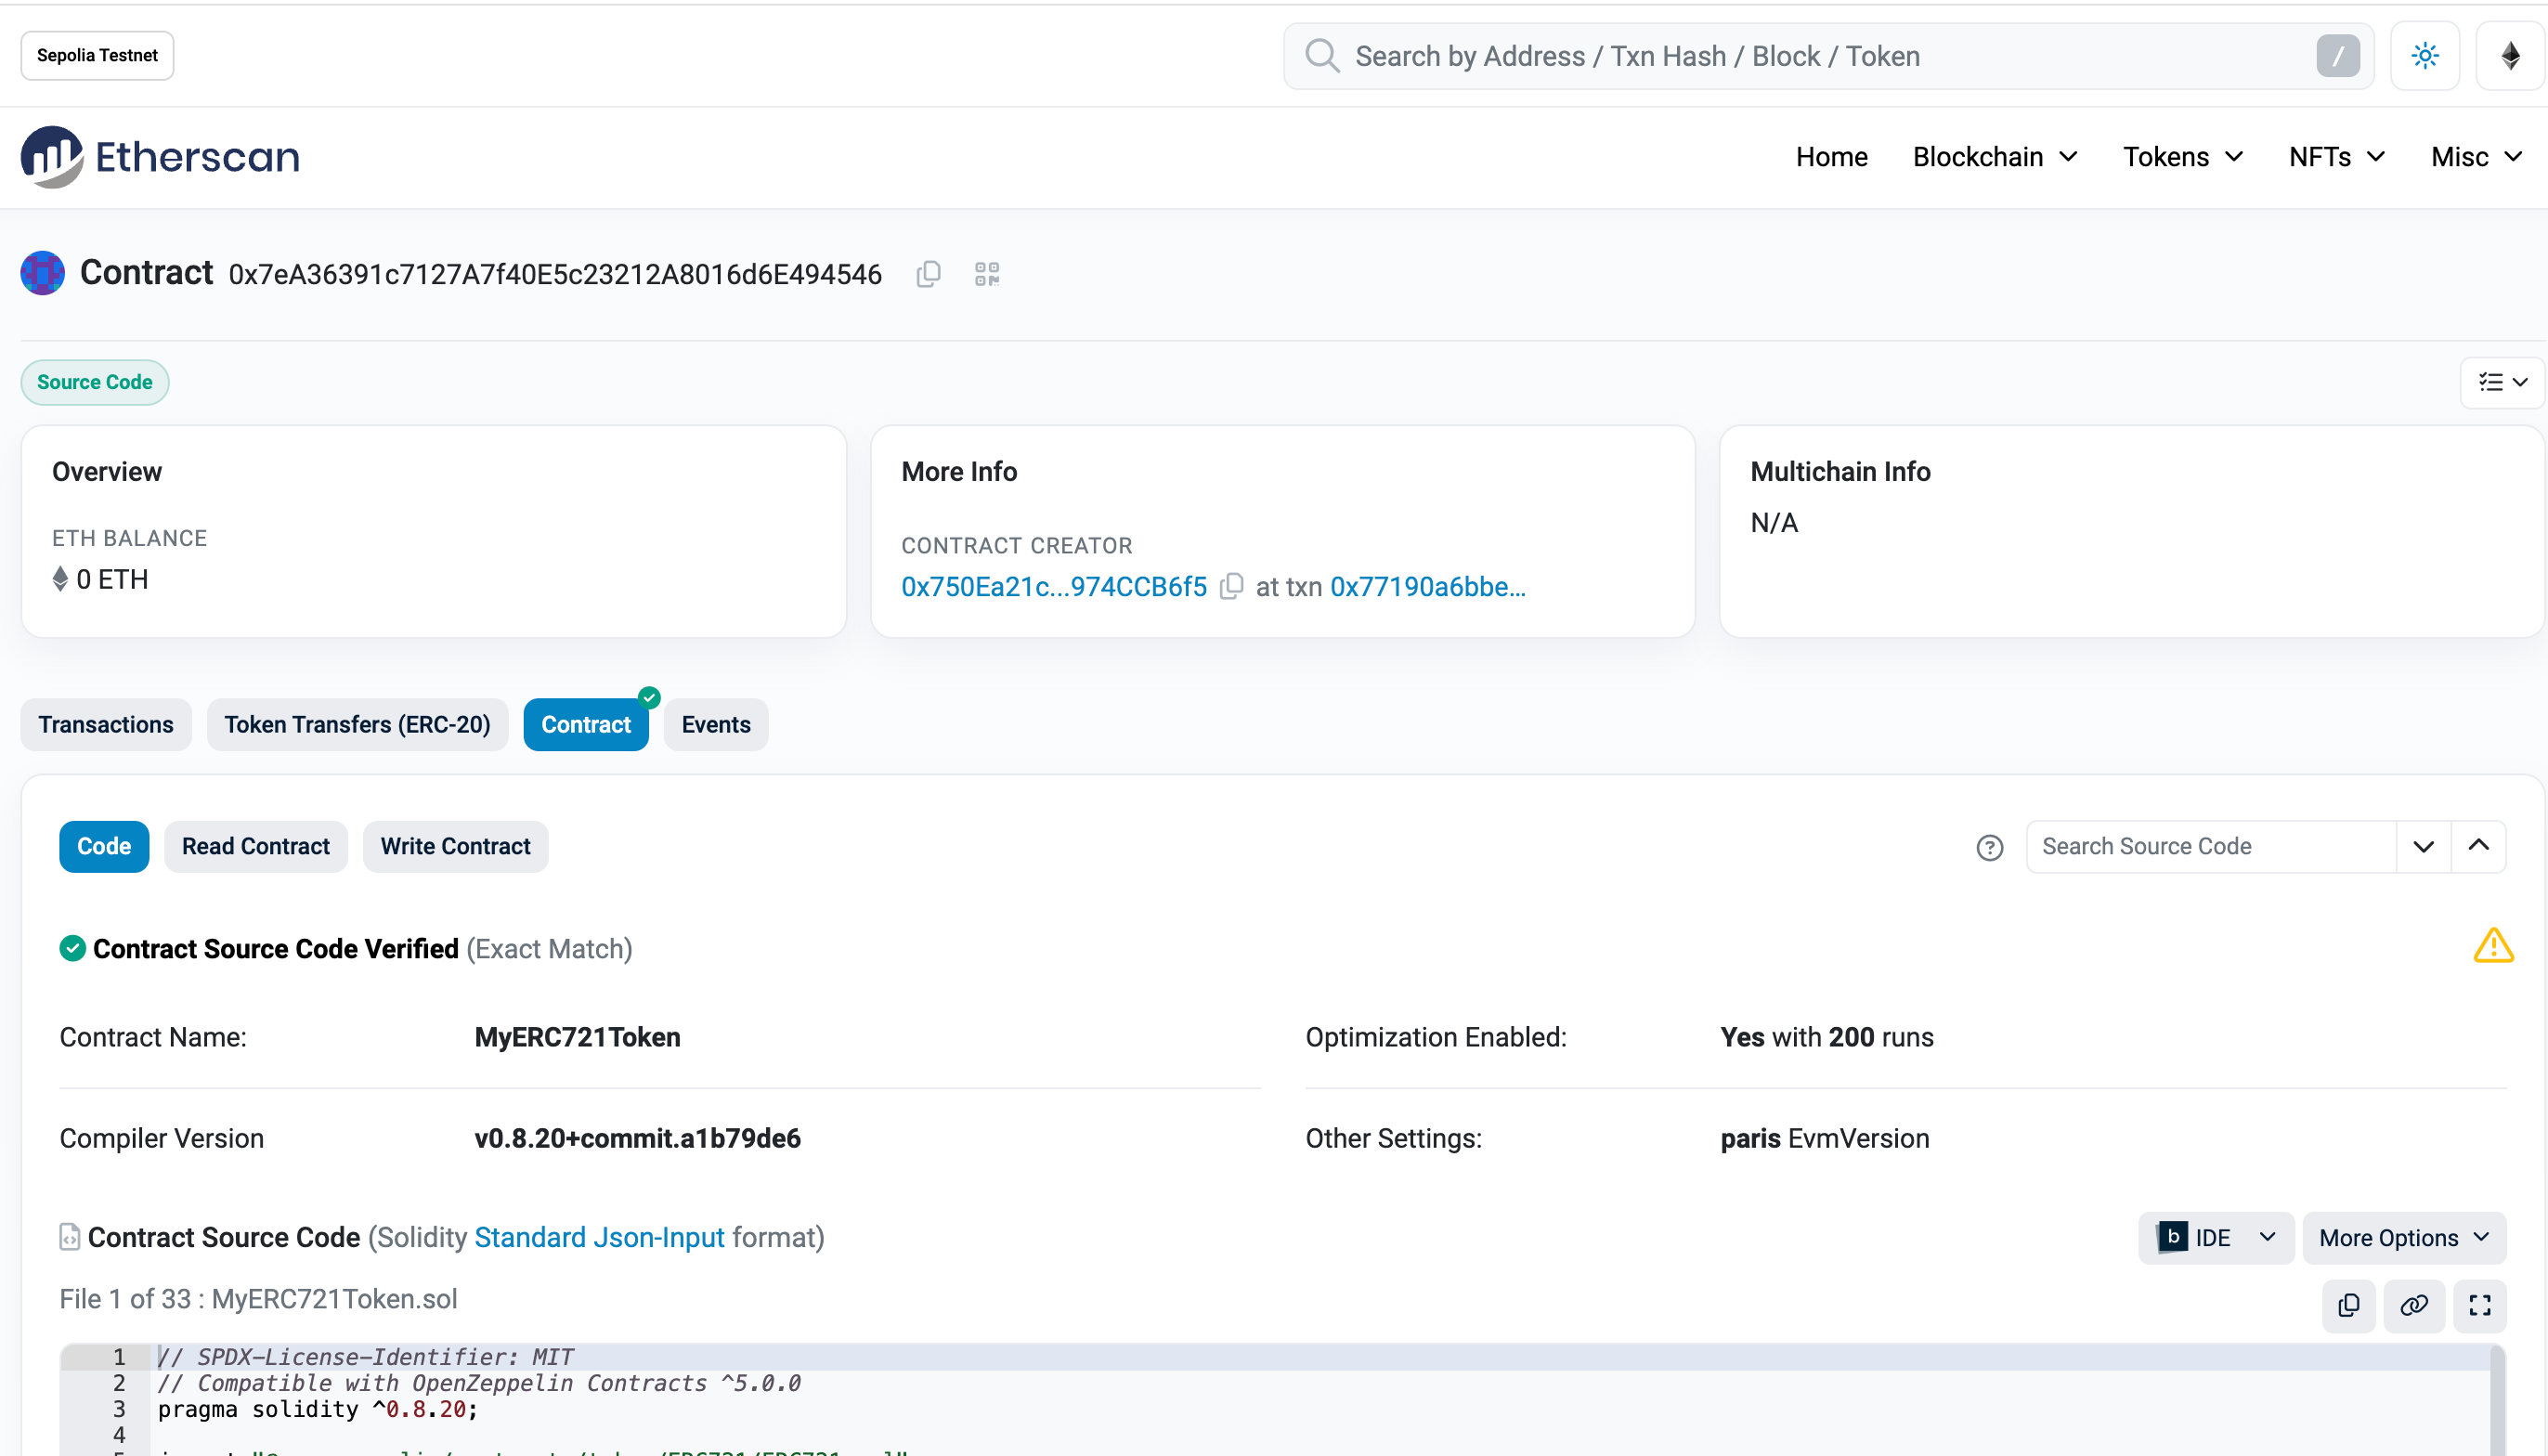 Sepolia Testnet
Search by Address / Txn Hash / Block / Token
/
Etherscan
Home Blockchain Tokens NFTs Misc
Contract 0x7eA36391c7127A7f40E5c23212A8016d6E494546
Source Code
Overview
ETH BALANCE
0 ETH
More Info
CONTRACT CREATOR
0x750Ea21c...974CCB6f5 at txn 0x77190a6bbe...
Multichain Info
N/A
Transactions Token Transfers (ERC-20) Contract Events
Code Read Contract Write Contract
Search Source Code
Contract Source Code Verified (Exact Match)
Contract Name: MyERC721Token
Optimization Enabled: Yes with 200 runs
Compiler Version v0.8.20+commit.a1b79de6
Other Settings: paris EvmVersion
Contract Source Code (Solidity Standard Json-Input format)
b IDE More Options
File 1 of 33 : MyERC721Token.sol
1 // SPDX-License-Identifier: MIT
2 // Compatible with OpenZeppelin Contracts ^5.0.0
3 pragma solidity ^0.8.20;
4